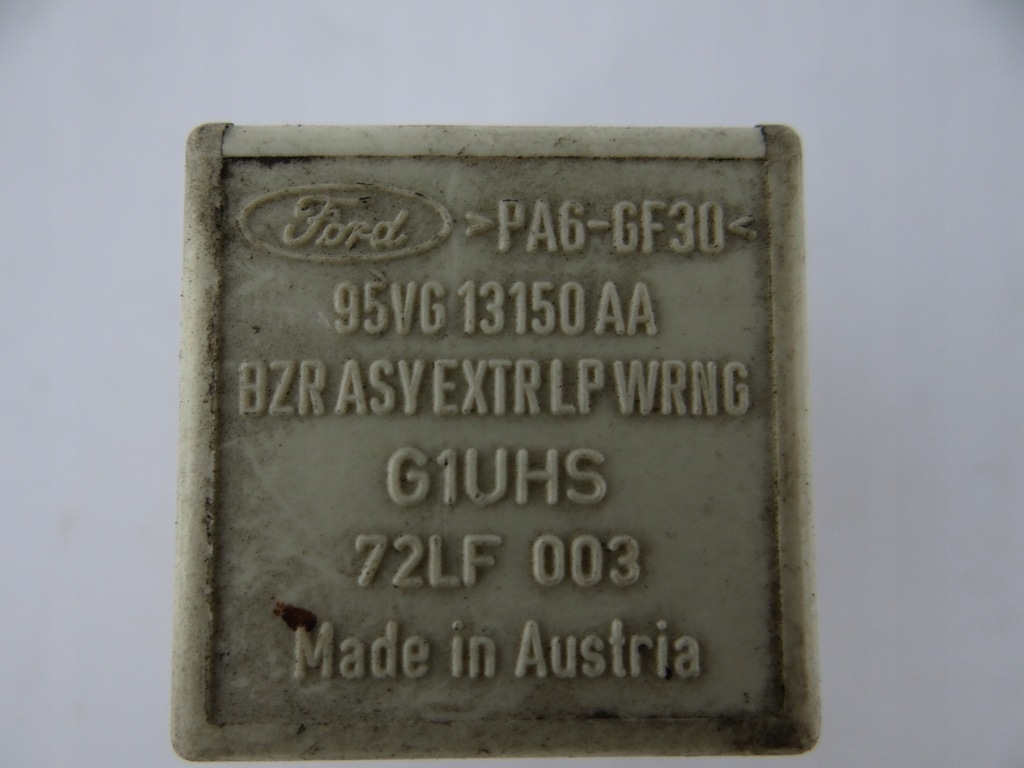 Ford >PA6-GF30<
95VG 13150 AA
BZR ASY EXTR LP WRNG
G1UHS
72LF 003
Made in Austria